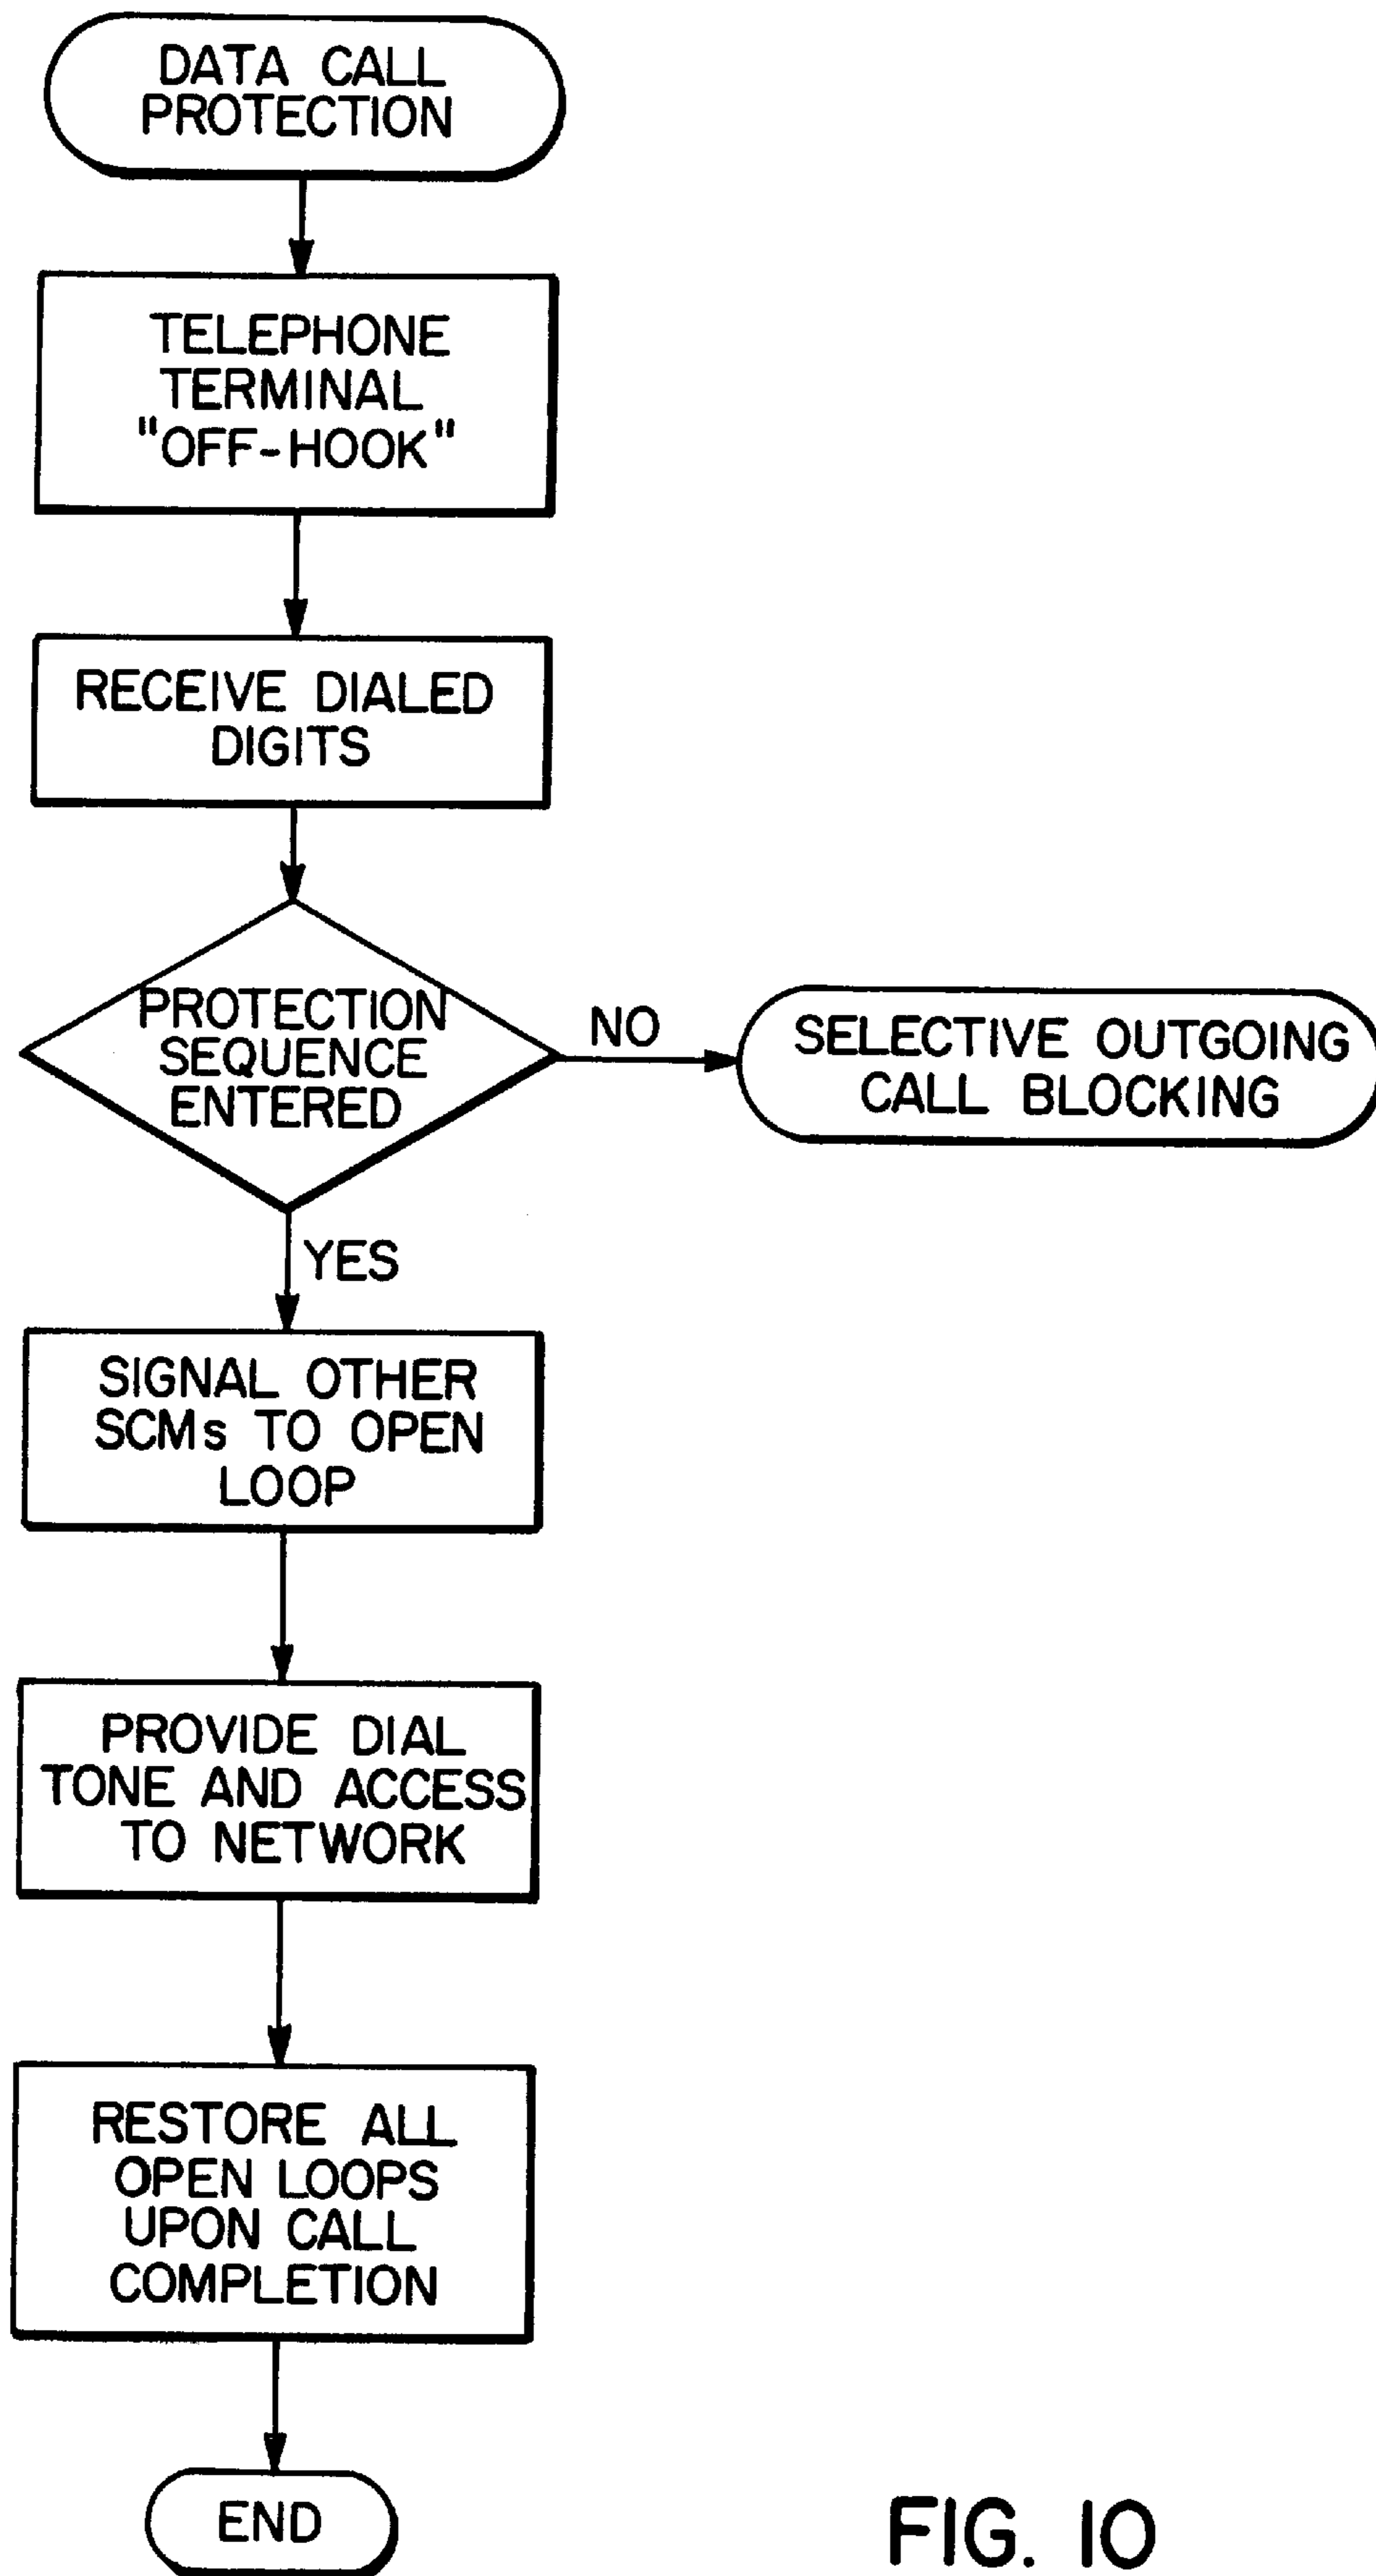 DATA CALL
PROTECTION
TELEPHONE
TERMINAL
"OFF-HOOK"
RECEIVE DIALED
DIGITS
PROTECTION
SEQUENCE
ENTERED
NO
SELECTIVE OUTGOING
CALL BLOCKING
YES
SIGNAL OTHER
SCMs TO OPEN
LOOP
PROVIDE DIAL
TONE AND ACCESS
TO NETWORK
RESTORE ALL
OPEN LOOPS
UPON CALL
COMPLETION
END
FIG. 10